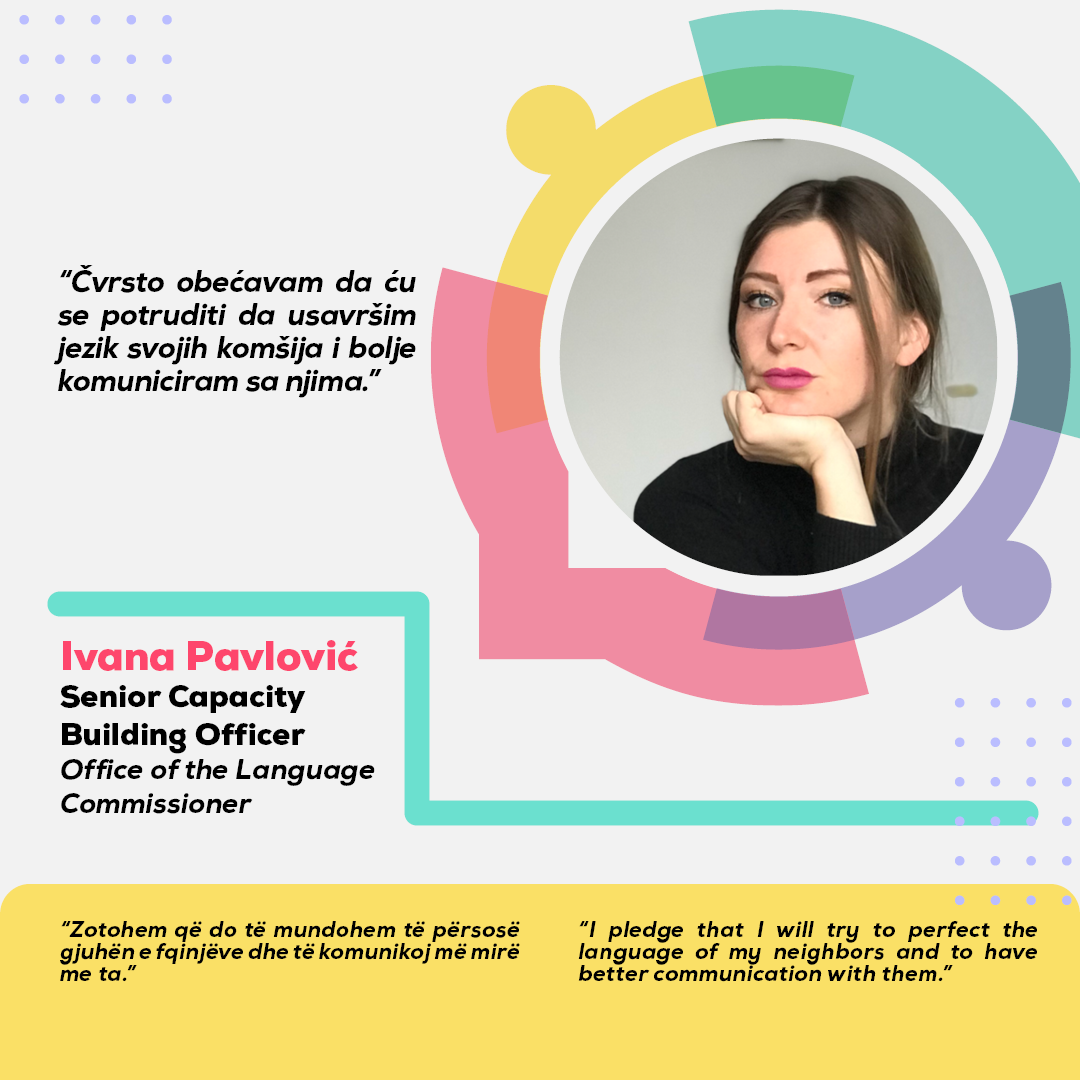 “Čvrsto obećavam da ću
se potruditi da usavršim
jezik svojih komšija i bolje
komuniciram sa njima.”
Ivana Pavlović
Senior Capacity
Building Officer
Office of the Language
Commissioner
“Zotohem që do të mundohem të përsosë
gjuhën e fqinjëve dhe të komunikoj më mirë
me ta.”
“I pledge that I will try to perfect the
language of my neighbors and to have
better communication with them.”